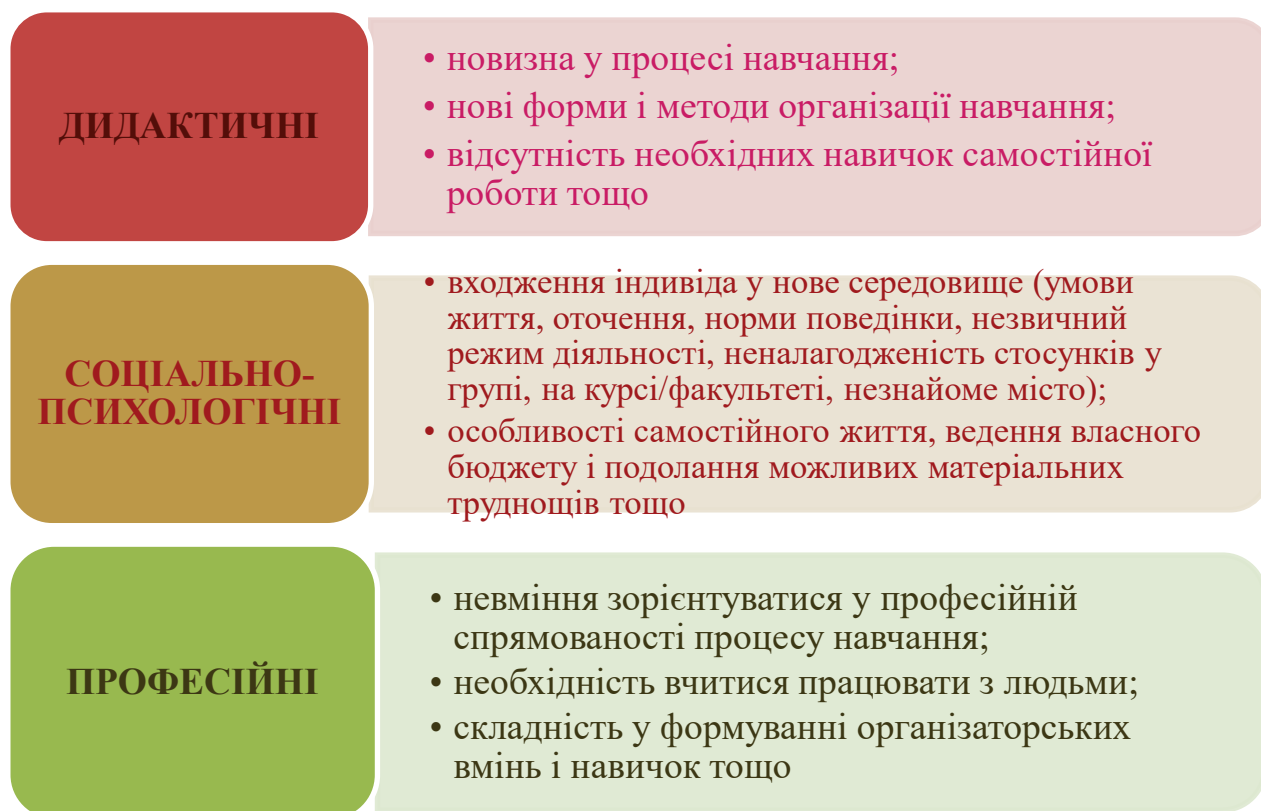 ДИДАКТИЧНІ
• новизна у процесі навчання;
• нові форми і методи організації навчання;
• відсутність необхідних навичок самостійної
роботи тощо
СОЦІАЛЬНО-
ПСИХОЛОГІЧНІ
• входження індивіда у нове середовище (умови
життя, оточення, норми поведінки, незвичний
режим діяльності, неналагодженість стосунків у
групі, на курсі/факультеті, незнайоме місто);
• особливості самостійного життя, ведення власного
бюджету і подолання можливих матеріальних
труднощів тощо
ПРОФЕСІЙНІ
• невміння зорієнтуватися у професійній
спрямованості процесу навчання;
• необхідність вчитися працювати з людьми;
• складність у формуванні організаторських
вмінь і навичок тощо